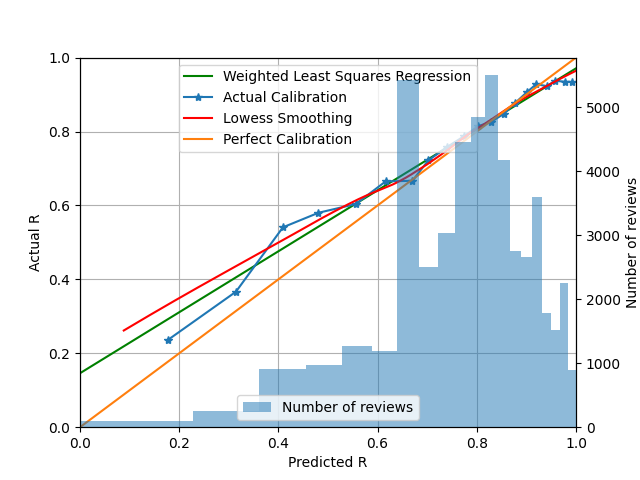 Weighted Least Squares Regression
Actual Calibration
Lowess Smoothing
Perfect Calibration
Number of reviews
1.0
0.8
0.6
0.4
0.2
0.0
Actual R
5000
4000
3000
2000
1000
0
Number of reviews
0.0 0.2 0.4 0.6 0.8 1.0
Predicted R